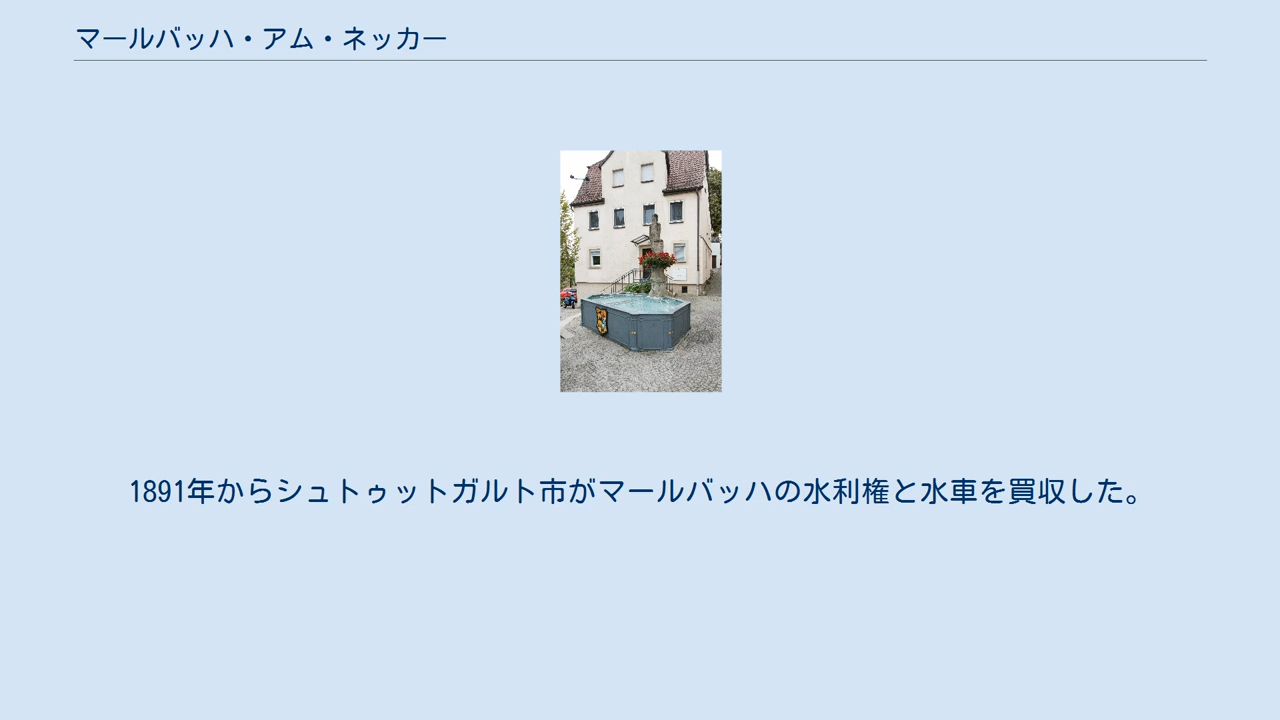 マールバッハ・アム・ネッカー
1891年からシュトゥットガルト市がマールバッハの水利権と水車を買収した。